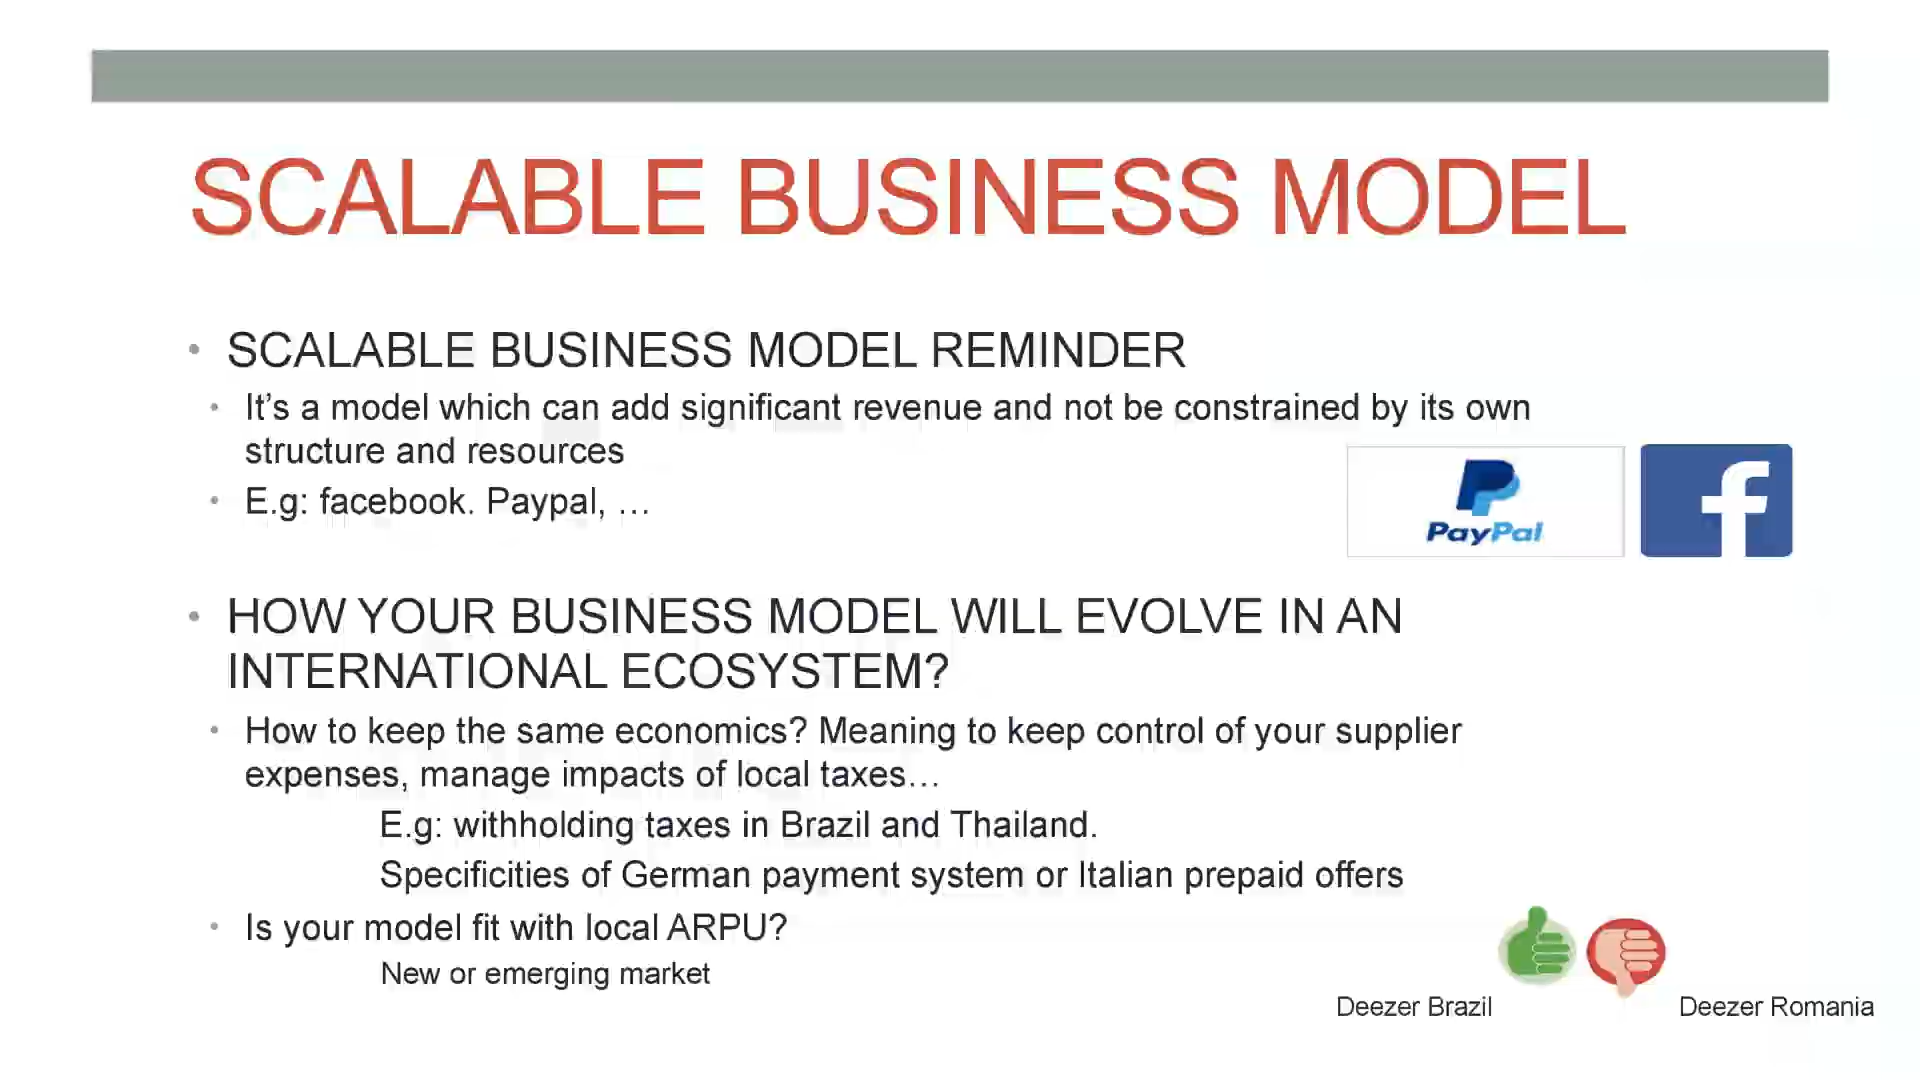 SCALABLE BUSINESS MODEL
• SCALABLE BUSINESS MODEL REMINDER
• It’s a model which can add significant revenue and not be constrained by its own
structure and resources
• E.g: facebook. Paypal, …
PayPal
f
• HOW YOUR BUSINESS MODEL WILL EVOLVE IN AN
INTERNATIONAL ECOSYSTEM?
• How to keep the same economics? Meaning to keep control of your supplier
expenses, manage impacts of local taxes…
E.g: withholding taxes in Brazil and Thailand.
Specificities of German payment system or Italian prepaid offers
• Is your model fit with local ARPU?
New or emerging market
Deezer Brazil
Deezer Romania